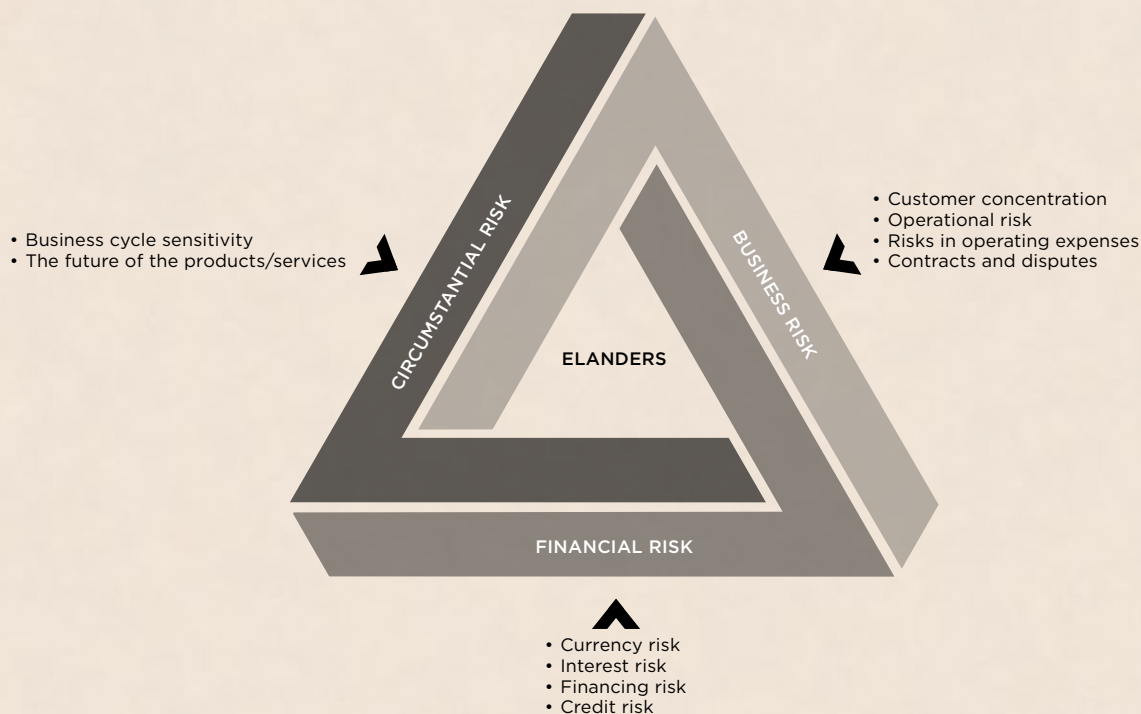 • Business cycle sensitivity
• The future of the products/services
CIRCUMSTANTIAL RISK
ELANDERS
BUSINESS RISK
• Customer concentration
• Operational risk
• Risks in operating expenses
• Contracts and disputes
FINANCIAL RISK
• Currency risk
• Interest risk
• Financing risk
• Credit risk